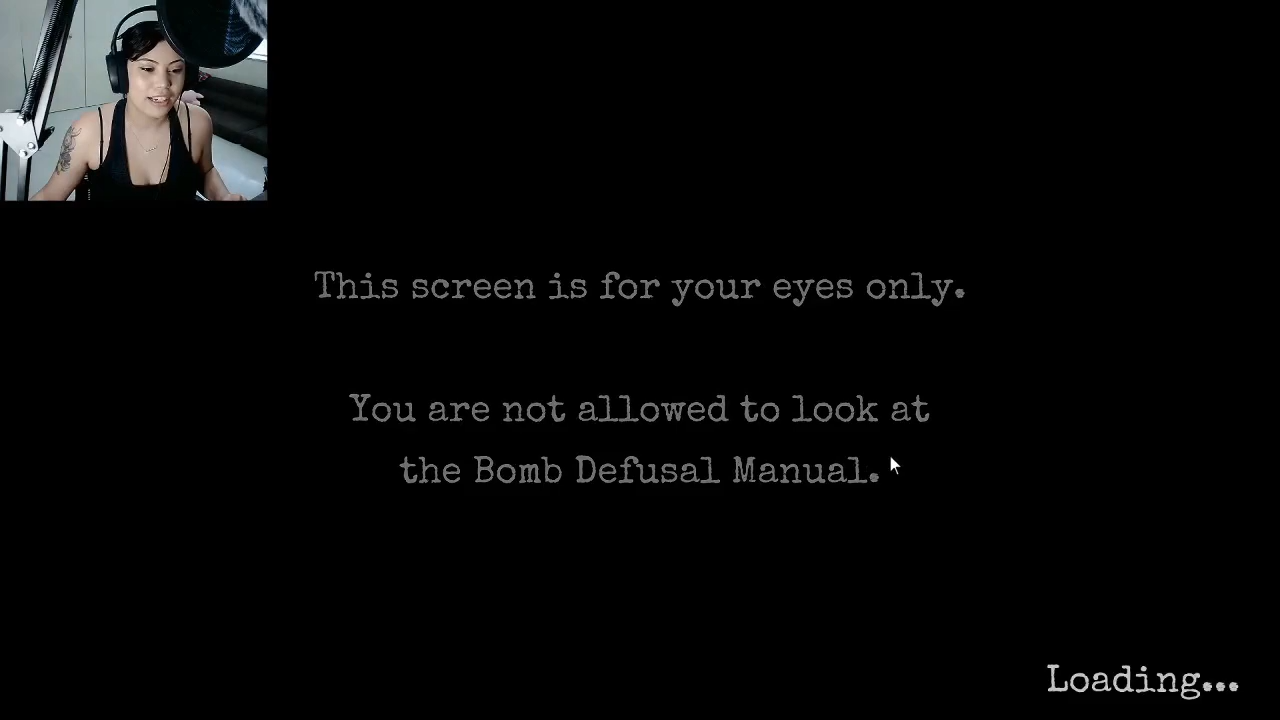 This screen is for your eyes only.
You are not allowed to look at
the Bomb Defusal Manual.
Loading...